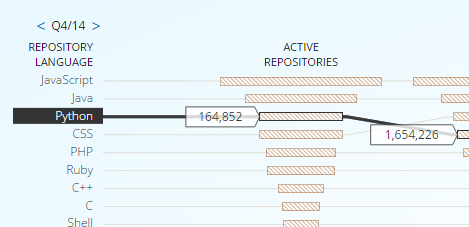 < Q4/14 >
REPOSITORY ACTIVE
LANGUAGE REPOSITORIES
JavaScript
Java
Python 164,852
CSS 1,654,226
PHP
Ruby
C++
C
Shell